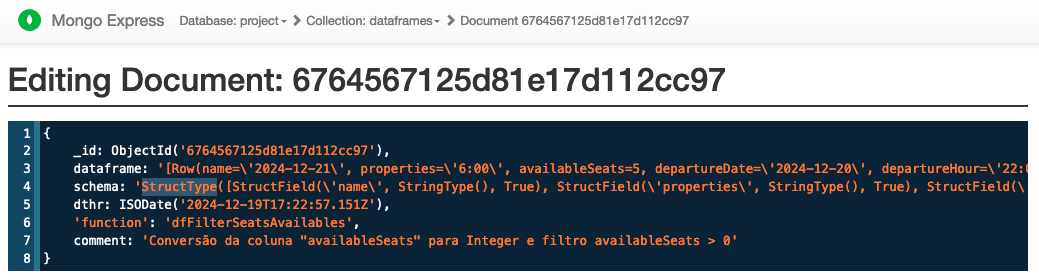 Mongo Express Database: project Collection: dataframes Document 6764567125d81e17d112cc97
Editing Document: 6764567125d81e17d112cc97
1 {
2 _id: ObjectId('6764567125d81e17d112cc97'),
3 dataframe: '[Row(name=\'2024-12-21\', properties=\'6:00\', availableSeats=5, departureDate=\'2024-12-20\', departureHour=\'22:0
4 schema: 'StructType([StructField(\'name\', StringType(), True), StructField(\'properties\', StringType(), True), StructField(\
5 dthr: ISODate('2024-12-19T17:22:57.151Z'),
6 'function': 'dfFilterSeatsAvailables',
7 comment: 'Conversão da coluna "availableSeats" para Integer e filtro availableSeats > 0'
8 }